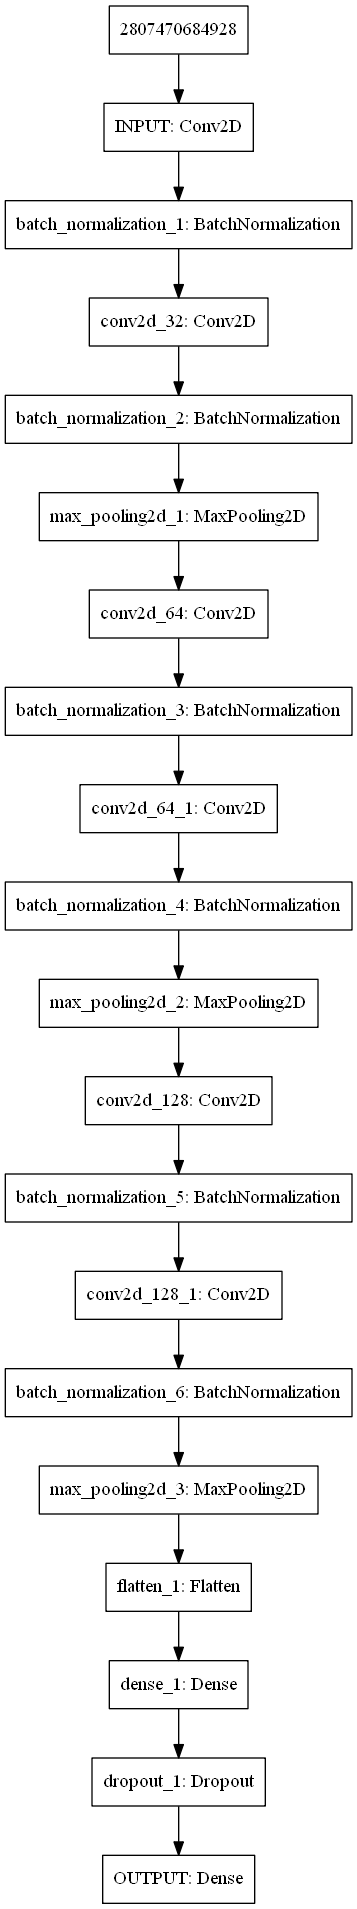 2807470684928
INPUT: Conv2D
batch_normalization_1: BatchNormalization
conv2d_32: Conv2D
batch_normalization_2: BatchNormalization
max_pooling2d_1: MaxPooling2D
conv2d_64: Conv2D
batch_normalization_3: BatchNormalization
conv2d_64_1: Conv2D
batch_normalization_4: BatchNormalization
max_pooling2d_2: MaxPooling2D
conv2d_128: Conv2D
batch_normalization_5: BatchNormalization
conv2d_128_1: Conv2D
batch_normalization_6: BatchNormalization
max_pooling2d_3: MaxPooling2D
flatten_1: Flatten
dense_1: Dense
dropout_1: Dropout
OUTPUT: Dense